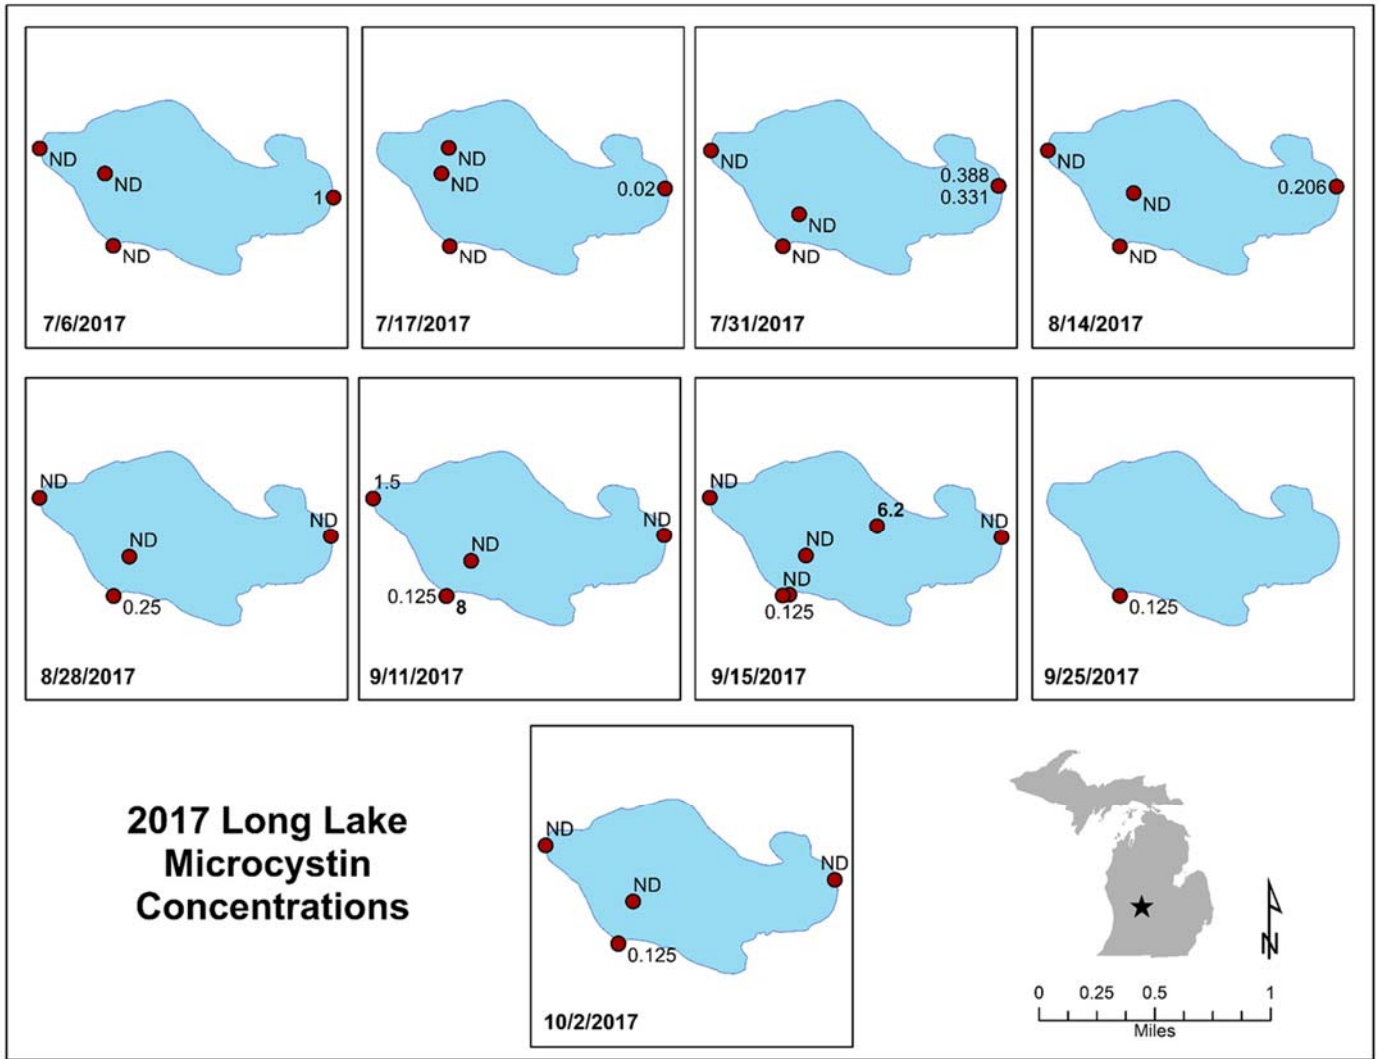 ND
ND
ND
1
7/6/2017
ND
ND
ND
0.02
7/17/2017
ND
ND
ND
0.388
0.331
7/31/2017
ND
ND
ND
0.206
8/14/2017
ND
ND
ND
0.25
8/28/2017
1.5
ND
ND
0.125
8
9/11/2017
ND
6.2
ND
ND
ND
0.125
9/15/2017
0.125
9/25/2017
2017 Long Lake
Microcystin
Concentrations
ND
ND
ND
0.125
10/2/2017
N
0 0.25 0.5 1
Miles